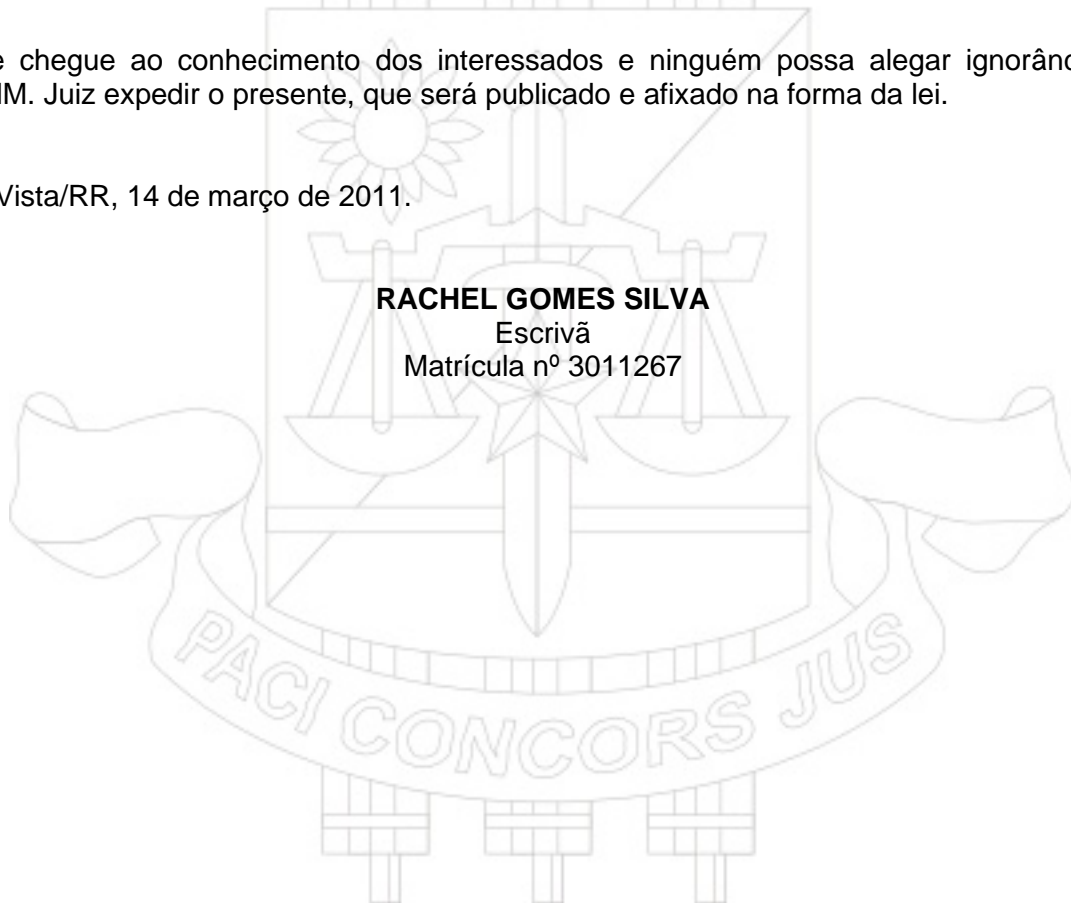 e chegue ao conhecimento dos interessados e ninguém possa alegar ignorânc
M. Juiz expedir o presente, que será publicado e afixado na forma da lei.
Vista/RR, 14 de março de 2011.
RACHEL GOMES SILVA
Escrivã
Matrícula nº 3011267
PACI CONCORS JUS